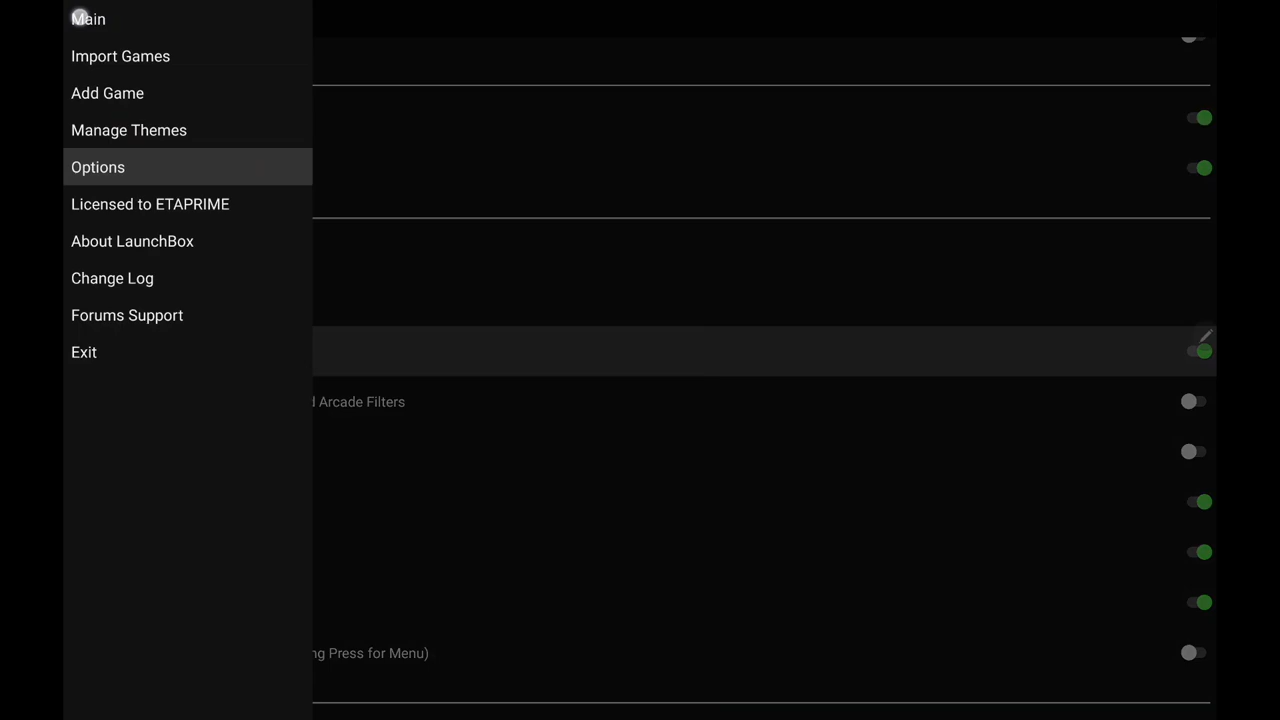 Main
Import Games
Add Game
Manage Themes
Options
Licensed to ETAPRIME
About LaunchBox
Change Log
Forums Support
Exit
Arcade Filters
Press for Menu)